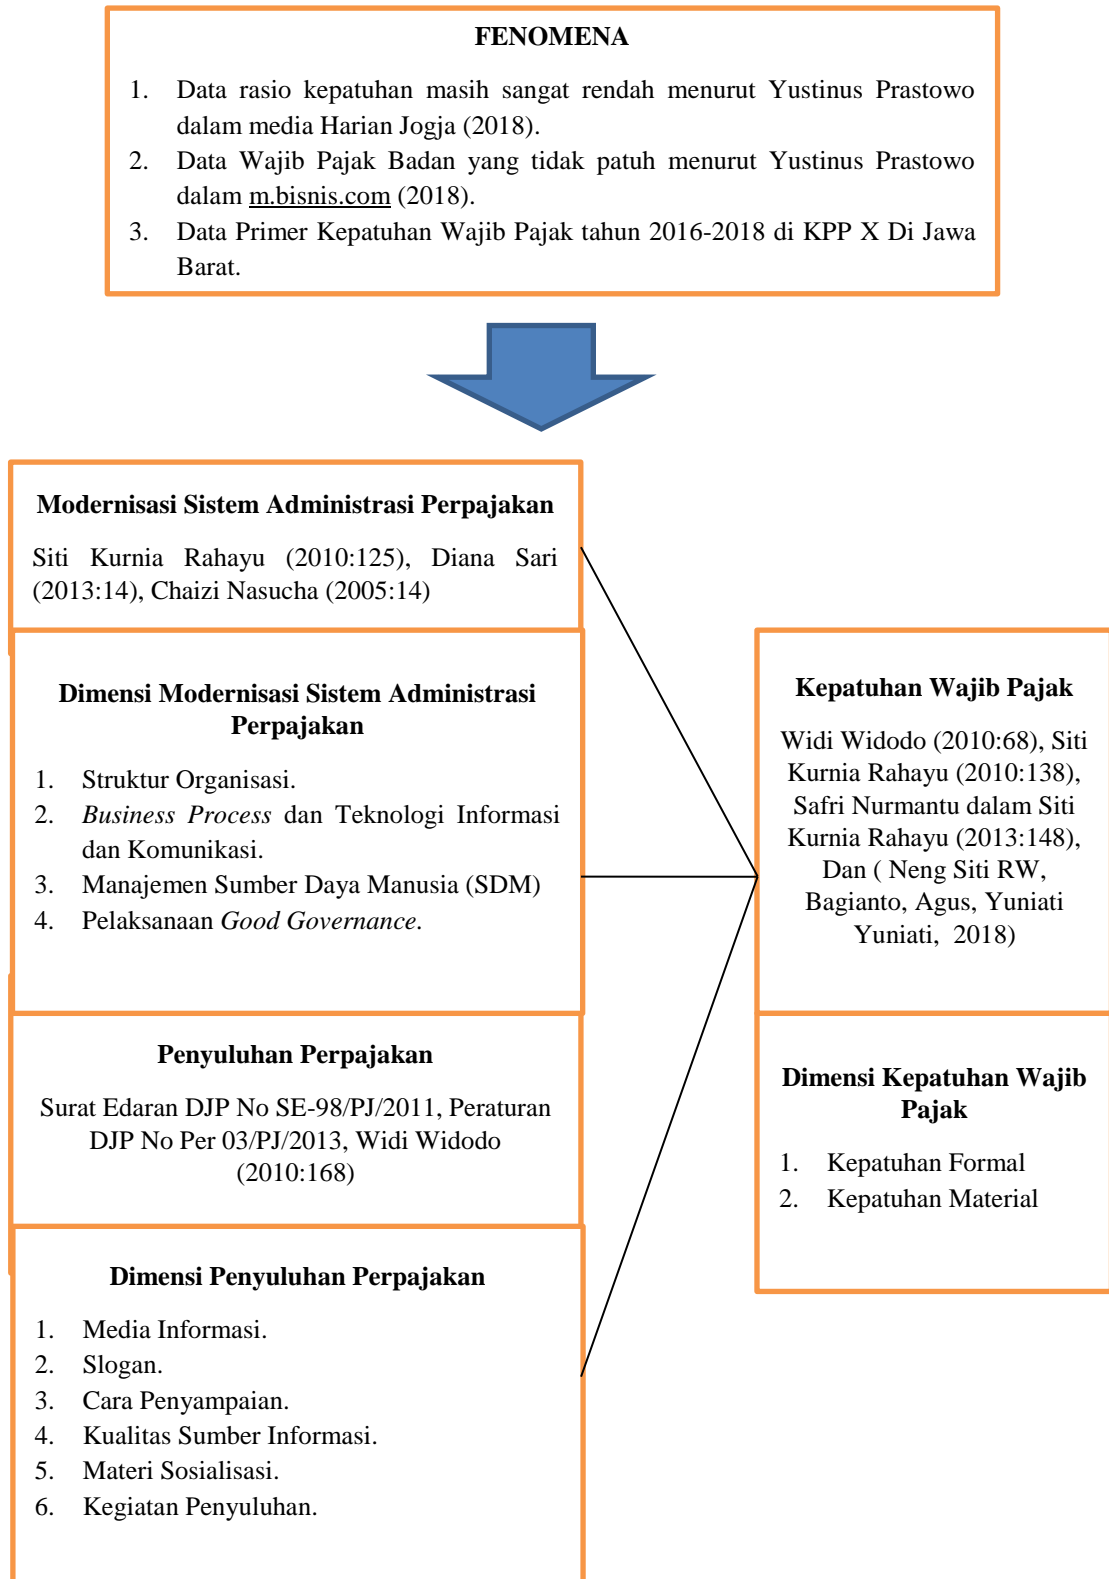 FENOMENA
1. Data rasio kepatuhan masih sangat rendah menurut Yustinus Prastowo
dalam media Harian Jogja (2018).
2. Data Wajib Pajak Badan yang tidak patuh menurut Yustinus Prastowo
dalam m.bisnis.com (2018).
3. Data Primer Kepatuhan Wajib Pajak tahun 2016-2018 di KPP X Di Jawa
Barat.
Modernisasi Sistem Administrasi Perpajakan
Siti Kurnia Rahayu (2010:125), Diana Sari
(2013:14), Chaizi Nasucha (2005:14)
Dimensi Modernisasi Sistem Administrasi
Perpajakan
1. Struktur Organisasi.
2. Business Process dan Teknologi Informasi
dan Komunikasi.
3. Manajemen Sumber Daya Manusia (SDM)
4. Pelaksanaan Good Governance.
Penyuluhan Perpajakan
Surat Edaran DJP No SE-98/PJ/2011, Peraturan
DJP No Per 03/PJ/2013, Widi Widodo
(2010:168)
Dimensi Penyuluhan Perpajakan
1. Media Informasi.
2. Slogan.
3. Cara Penyampaian.
4. Kualitas Sumber Informasi.
5. Materi Sosialisasi.
6. Kegiatan Penyuluhan.
Kepatuhan Wajib Pajak
Widi Widodo (2010:68), Siti
Kurnia Rahayu (2010:138),
Safri Nurmantu dalam Siti
Kurnia Rahayu (2013:148),
Dan ( Neng Siti RW,
Bagianto, Agus, Yuniati
Yuniati, 2018)
Dimensi Kepatuhan Wajib
Pajak
1. Kepatuhan Formal
2. Kepatuhan Material